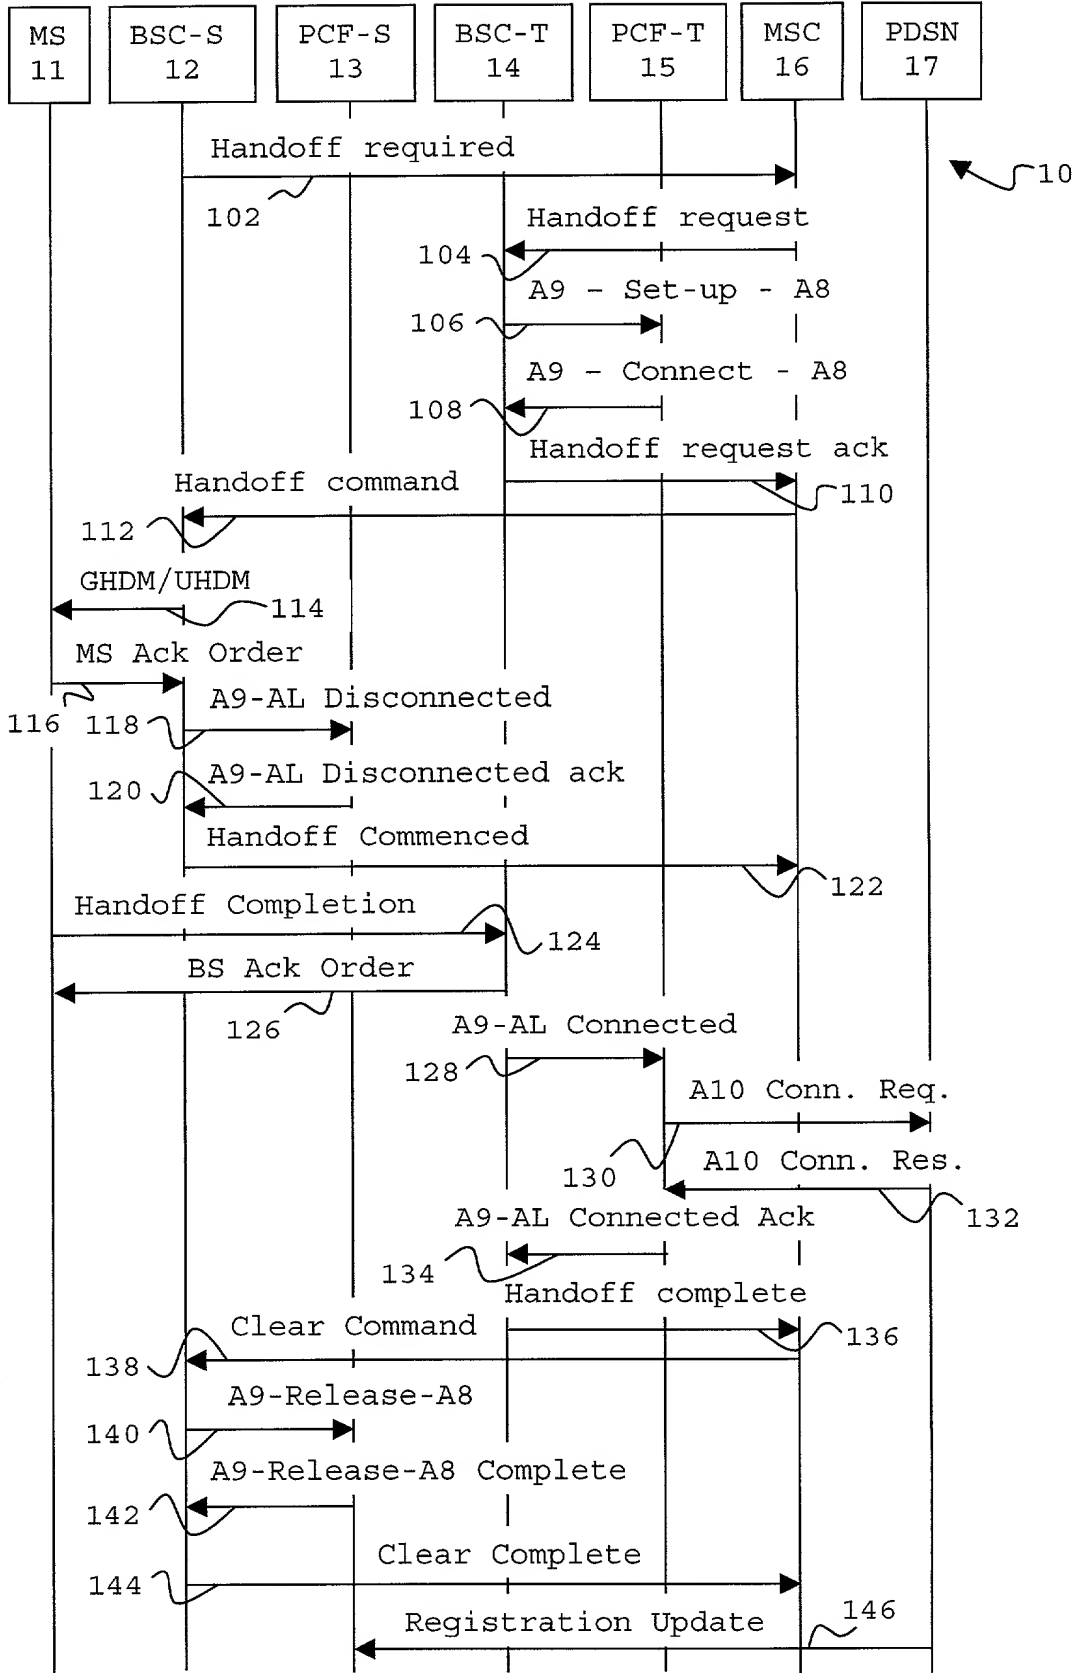 MS BSC-S PCF-S BSC-T PCF-T MSC PDSN
11 12 13 14 15 16 17
Handoff required
10
102
Handoff request
104
A9 – Set-up - A8
106
A9 – Connect - A8
108
Handoff request ack
110
Handoff command
112
GHDM/UHDM
114
MS Ack Order
116
A9-AL Disconnected
118
A9-AL Disconnected ack
120
Handoff Commenced
122
Handoff Completion
124
BS Ack Order
126
A9-AL Connected
128
A10 Conn. Req.
130
A10 Conn. Res.
132
A9-AL Connected Ack
134
Handoff complete
136
Clear Command
138
A9-Release-A8
140
A9-Release-A8 Complete
142
Clear Complete
144
Registration Update
146